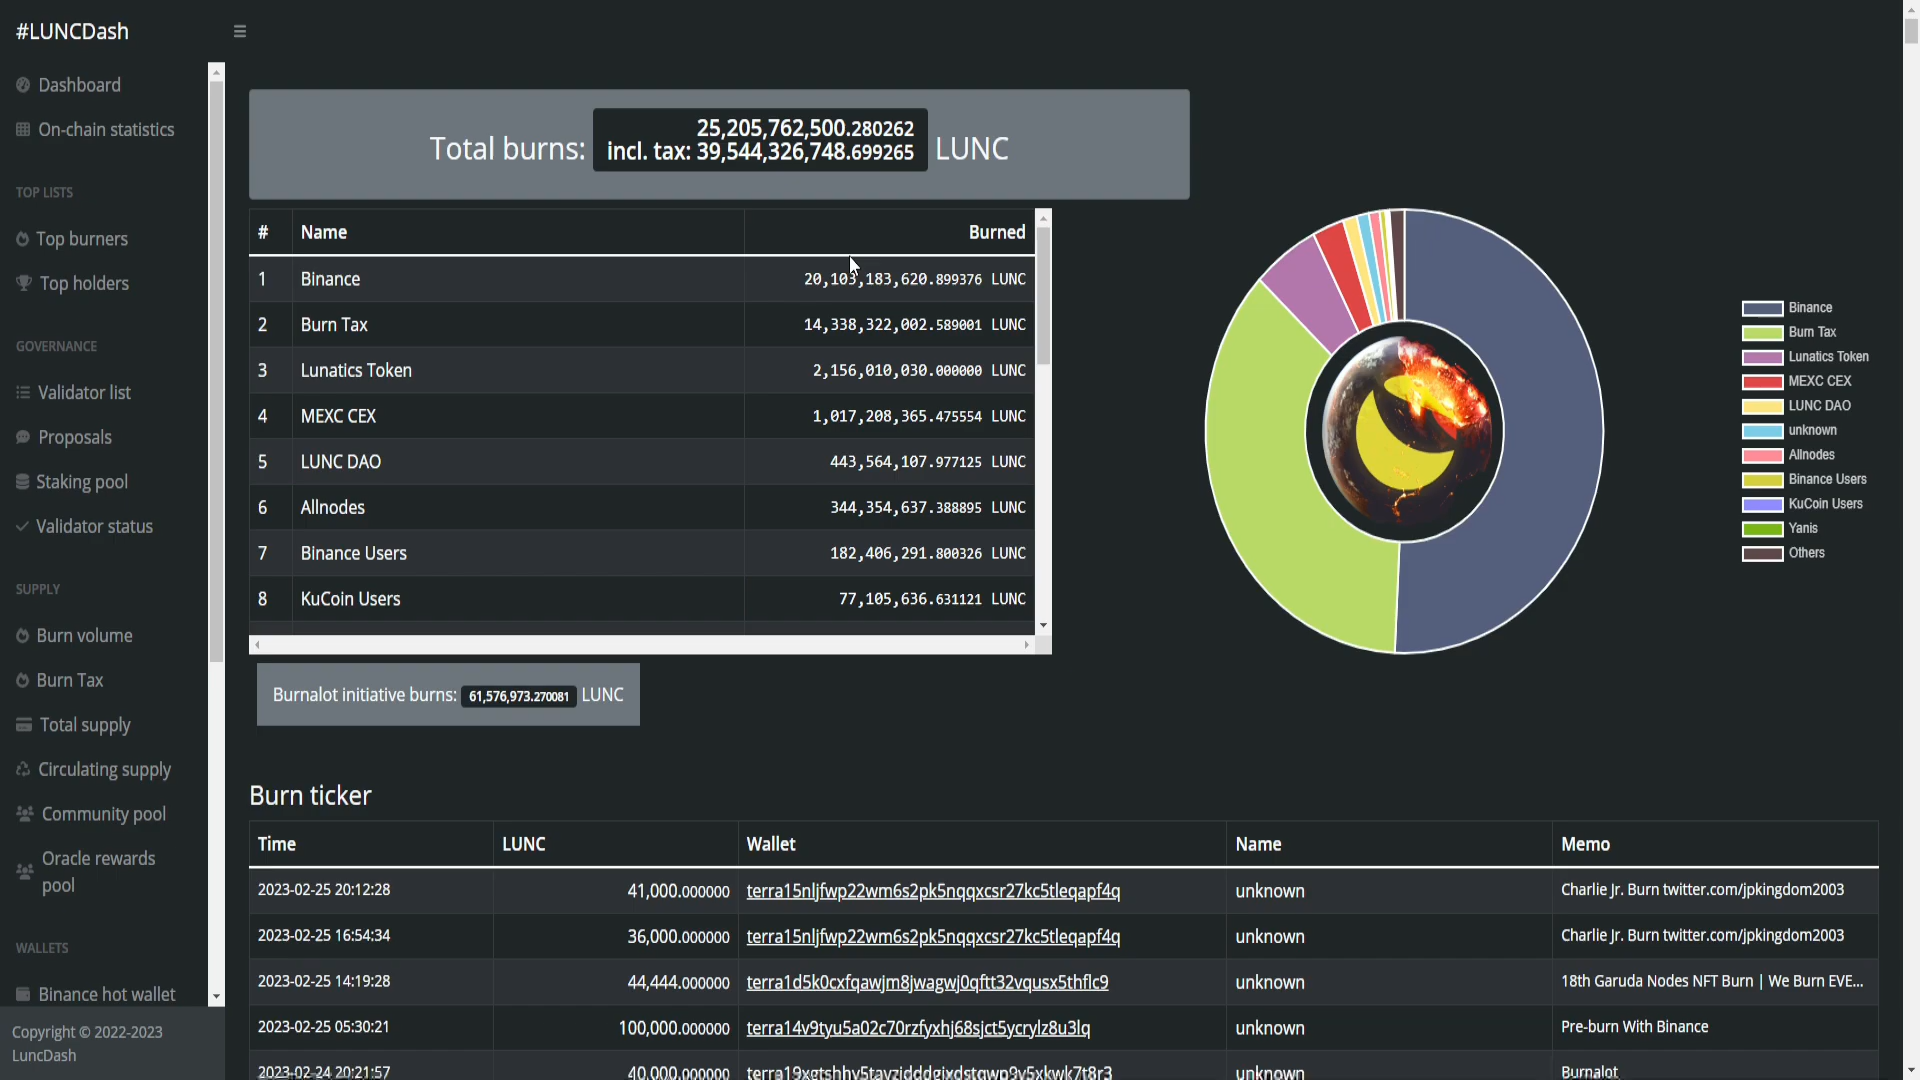 #LUNCDash
Dashboard
On-chain statistics
TOP LISTS
Top burners
Top holders
GOVERNANCE
Validator list
Proposals
Staking pool
Validator status
SUPPLY
Burn volume
Burn Tax
Total supply
Circulating supply
Community pool
Oracle rewards
pool
WALLETS
Binance hot wallet
Copyright © 2022-2023
LuncDash
Total burns: 25,205,762,500.280262
incl. tax: 39,544,326,748.699265 LUNC
# Name Burned
1 Binance 20,103,183,620.899376 LUNC
2 Burn Tax 14,338,322,002.589001 LUNC
3 Lunatics Token 2,156,010,030.000000 LUNC
4 MEXC CEX 1,017,208,365.475554 LUNC
5 LUNC DAO 443,564,107.977125 LUNC
6 Allnodes 344,354,637.388895 LUNC
7 Binance Users 182,406,291.800326 LUNC
8 KuCoin Users 77,105,636.631121 LUNC
Binance
Burn Tax
Lunatics Token
MEXC CEX
LUNC DAO
unknown
Allnodes
Binance Users
KuCoin Users
Yanis
Others
Burnalot initiative burns: 61,576,973.270081 LUNC
Burn ticker
Time LUNC Wallet Name Memo
2023-02-25 20:12:28 41,000.000000 terra15nljfwp22wm6s2pk5nqqxcsr27kc5tleqapf4q unknown Charlie Jr. Burn twitter.com/jpkingdom2003
2023-02-25 16:54:34 36,000.000000 terra15nljfwp22wm6s2pk5nqqxcsr27kc5tleqapf4q unknown Charlie Jr. Burn twitter.com/jpkingdom2003
2023-02-25 14:19:28 44,444.000000 terra1d5k0cxfqawjm8jwagwj0qftt32vqusx5thflc9 unknown 18th Garuda Nodes NFT Burn | We Burn EVE...
2023-02-25 05:30:21 100,000.000000 terra14v9tyu5a02c70rzfyxhj68sjct5ycrylz8u3lq unknown Pre-burn With Binance
2023-02-24 20:21:57 40,000.000000 unknown Burnalot